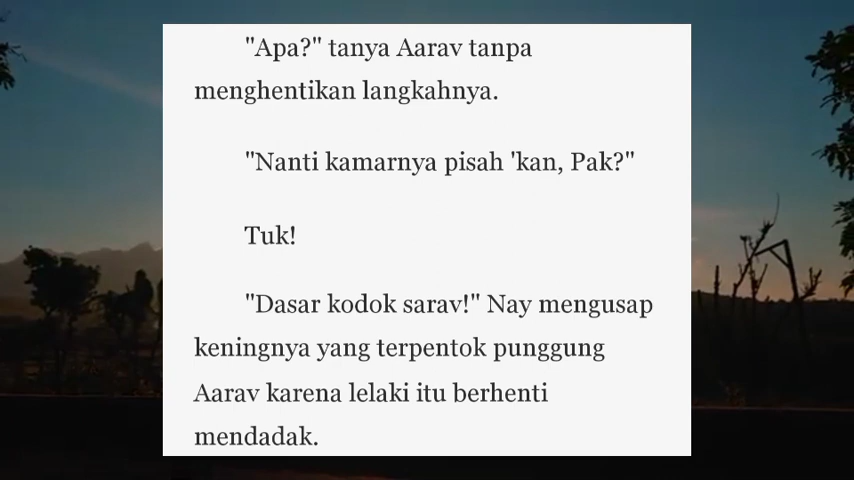 "Apa?" tanya Aarav tanpa
menghentikan langkahnya.
"Nanti kamarnya pisah 'kan, Pak?"
Tuk!
"Dasar kodok sarav!" Nay mengusap
keningnya yang terpentok punggung
Aarav karena lelaki itu berhenti
mendadak.